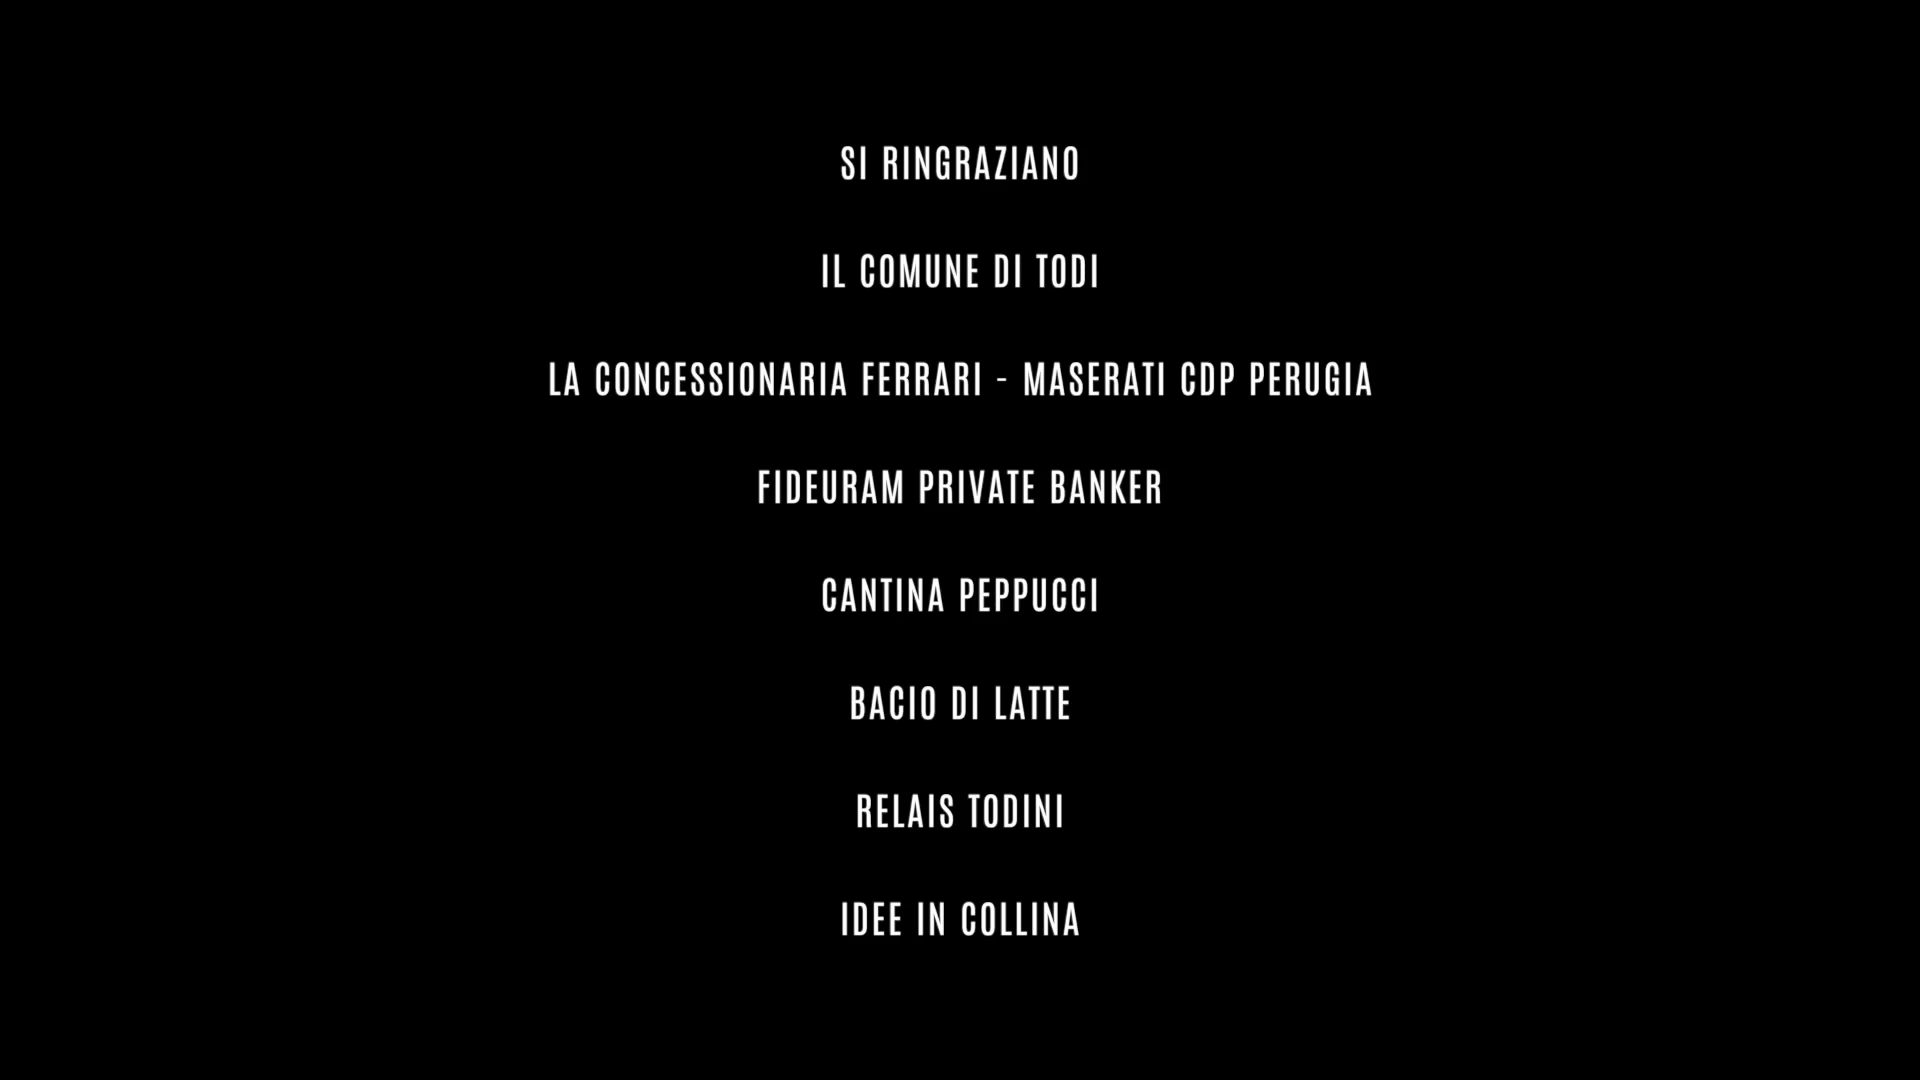 SI RINGRAZIANO
IL COMUNE DI TODI
LA CONCESSIONARIA FERRARI - MASERATI CDP PERUGIA
FIDEURAM PRIVATE BANKER
CANTINA PEPPUCCI
BACIO DI LATTE
RELAIS TODINI
IDEE IN COLLINA